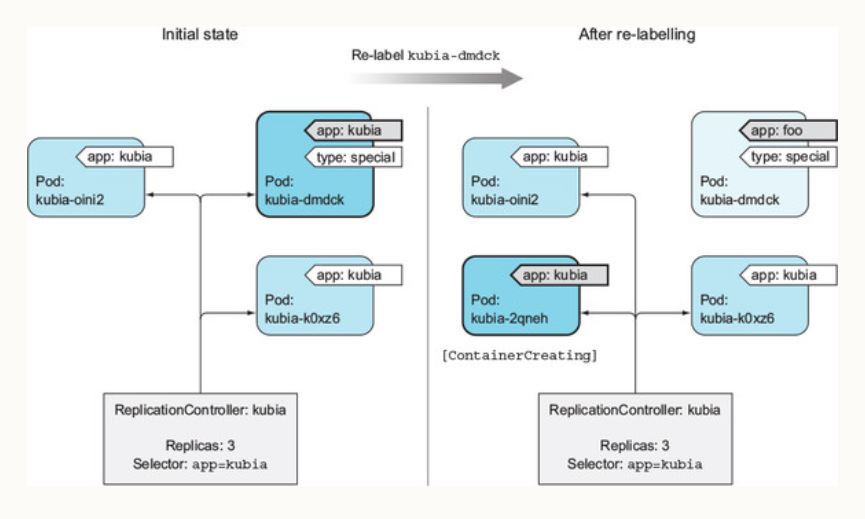 Initial state
After re-labelling
Re-label kubia-dmdck
app: kubia
Pod:
kubia-oini2
app: kubia
type: special
Pod:
kubia-dmdck
app: kubia
Pod:
kubia-k0xz6
ReplicationController: kubia
Replicas: 3
Selector: app=kubia
app: kubia
Pod:
kubia-oini2
app: foo
type: special
Pod:
kubia-dmdck
app: kubia
Pod:
kubia-2qneh
[ContainerCreating]
app: kubia
Pod:
kubia-k0xz6
ReplicationController: kubia
Replicas: 3
Selector: app=kubia